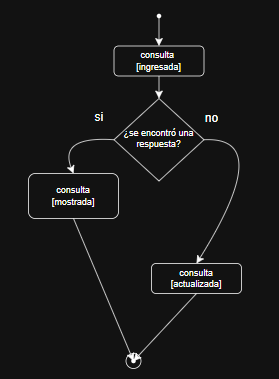 consulta
[ingresada]
si
no
¿se encontró una
respuesta?
consulta
[mostrada]
consulta
[actualizada]